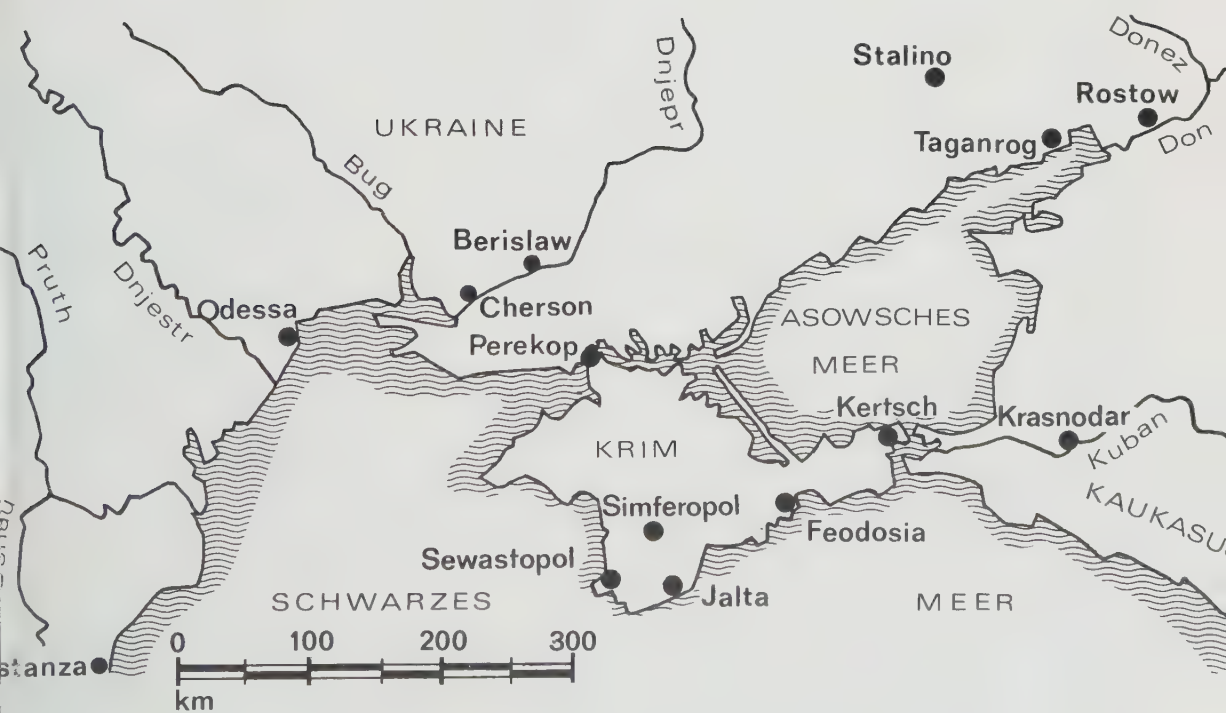 Donez
Stalino
Dnjepr
Rostow
UKRAINE
Taganrog
Don
Bug
Berislaw
Pruth
Dnjestr
Odessa
Cherson
ASOWSCHES
Perekop
MEER
Kertsch
Krasnodar
Kuban
KRIM
KAUKASU
Simferopol
Feodosia
Sewastopol
SCHWARZES
Jalta
MEER
0 100 200 300
stanza
km